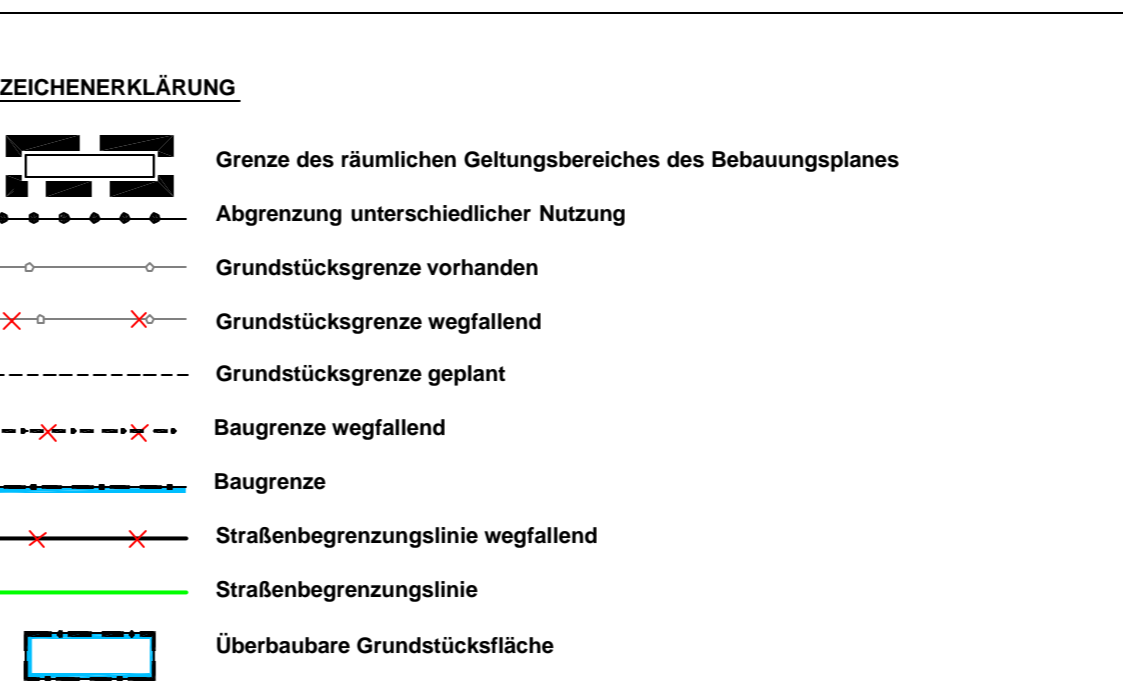 ZEICHENERKLÄRUNG
Grenze des räumlichen Geltungsbereiches des Bebauungsplanes
Abgrenzung unterschiedlicher Nutzung
Grundstücksgrenze vorhanden
Grundstücksgrenze wegfallend
Grundstücksgrenze geplant
Baugrenze wegfallend
Baugrenze
Straßenbegrenzungslinie wegfallend
Straßenbegrenzungslinie
Überbaubare Grundstücksfläche